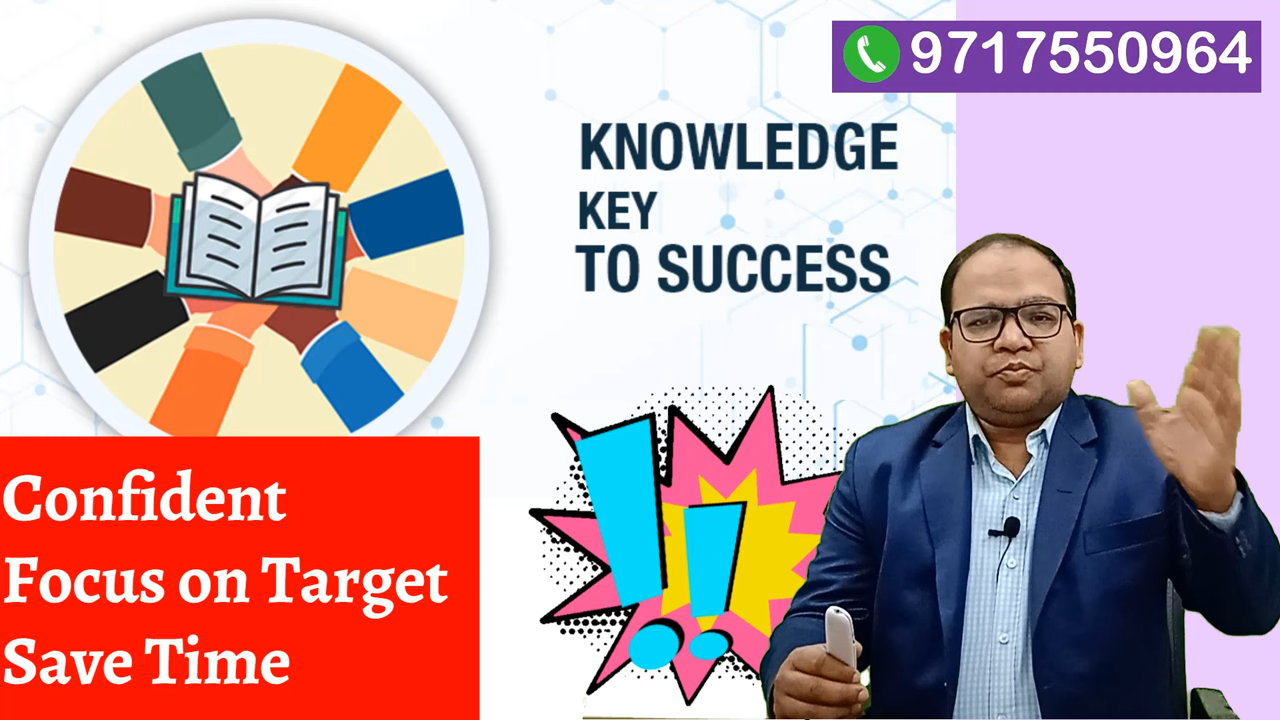 9717550964
KNOWLEDGE
KEY
TO SUCCESS
Confident
Focus on Target
Save Time